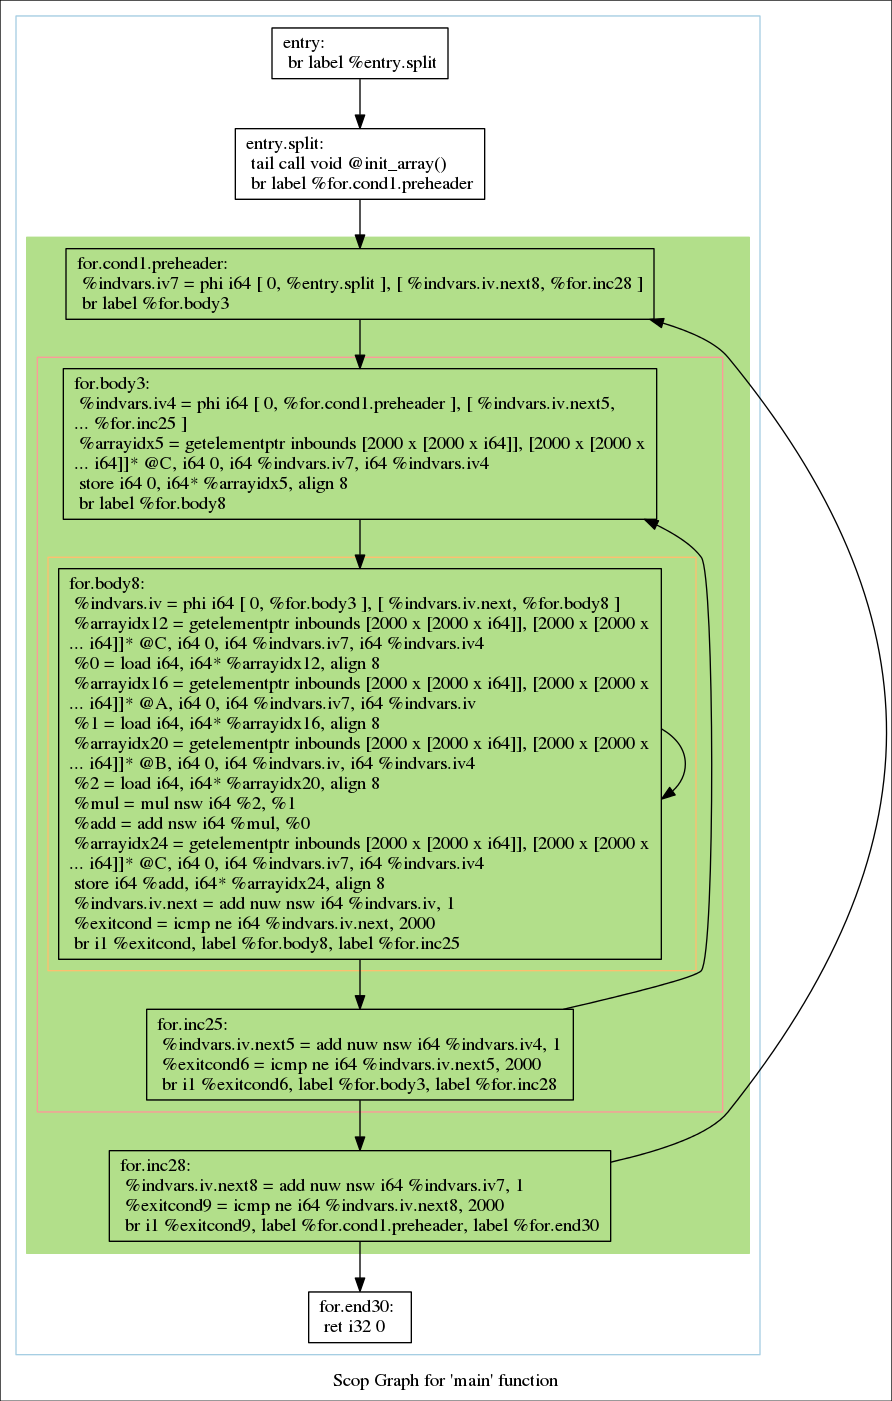 entry:
br label %entry.split
entry.split:
tail call void @init_array()
br label %for.cond1.preheader
for.cond1.preheader:
%indvars.iv7 = phi i64 [ 0, %entry.split ], [ %indvars.iv.next8, %for.inc28 ]
br label %for.body3
for.body3:
%indvars.iv4 = phi i64 [ 0, %for.cond1.preheader ], [ %indvars.iv.next5,
... %for.inc25 ]
%arrayidx5 = getelementptr inbounds [2000 x [2000 x i64]], [2000 x [2000 x
... i64]]* @C, i64 0, i64 %indvars.iv7, i64 %indvars.iv4
store i64 0, i64* %arrayidx5, align 8
br label %for.body8
for.body8:
%indvars.iv = phi i64 [ 0, %for.body3 ], [ %indvars.iv.next, %for.body8 ]
%arrayidx12 = getelementptr inbounds [2000 x [2000 x i64]], [2000 x [2000 x
... i64]]* @C, i64 0, i64 %indvars.iv7, i64 %indvars.iv4
%0 = load i64, i64* %arrayidx12, align 8
%arrayidx16 = getelementptr inbounds [2000 x [2000 x i64]], [2000 x [2000 x
... i64]]* @A, i64 0, i64 %indvars.iv7, i64 %indvars.iv
%1 = load i64, i64* %arrayidx16, align 8
%arrayidx20 = getelementptr inbounds [2000 x [2000 x i64]], [2000 x [2000 x
... i64]]* @B, i64 0, i64 %indvars.iv, i64 %indvars.iv4
%2 = load i64, i64* %arrayidx20, align 8
%mul = mul nsw i64 %2, %1
%add = add nsw i64 %mul, %0
%arrayidx24 = getelementptr inbounds [2000 x [2000 x i64]], [2000 x [2000 x
... i64]]* @C, i64 0, i64 %indvars.iv7, i64 %indvars.iv4
store i64 %add, i64* %arrayidx24, align 8
%indvars.iv.next = add nuw nsw i64 %indvars.iv, 1
%exitcond = icmp ne i64 %indvars.iv.next, 2000
br i1 %exitcond, label %for.body8, label %for.inc25
for.inc25:
%indvars.iv.next5 = add nuw nsw i64 %indvars.iv4, 1
%exitcond6 = icmp ne i64 %indvars.iv.next5, 2000
br i1 %exitcond6, label %for.body3, label %for.inc28
for.inc28:
%indvars.iv.next8 = add nuw nsw i64 %indvars.iv7, 1
%exitcond9 = icmp ne i64 %indvars.iv.next8, 2000
br i1 %exitcond9, label %for.cond1.preheader, label %for.end30
for.end30:
ret i32 0
Scop Graph for 'main' function